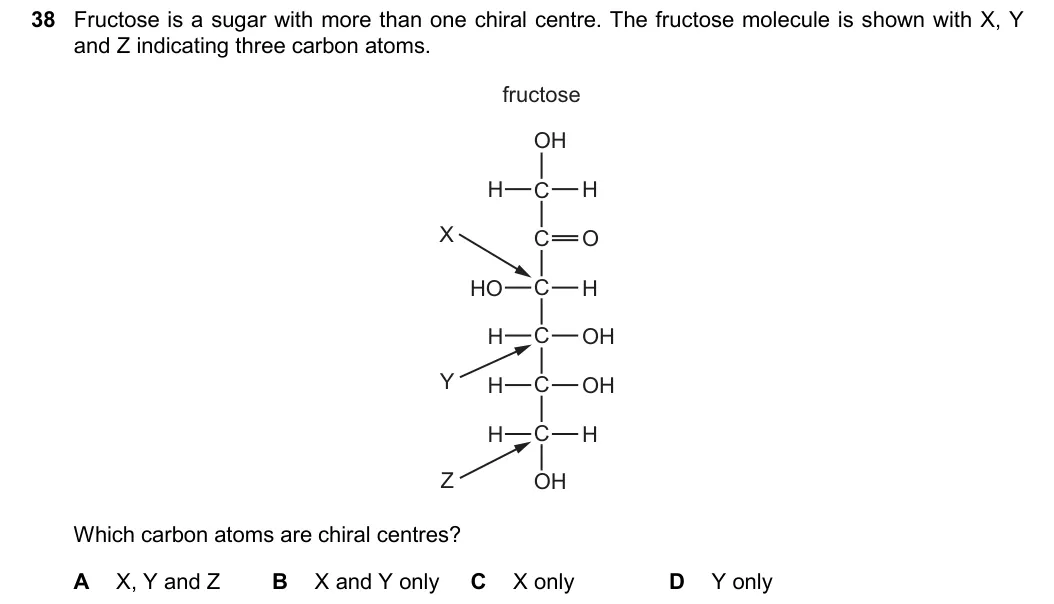 38 Fructose is a sugar with more than one chiral centre. The fructose molecule is shown with X, Y
and Z indicating three carbon atoms.
fructose
OH
H—C—H
X
C=O
HO—C—H
H—C—OH
Y
H—C—OH
H—C—H
Z
OH
Which carbon atoms are chiral centres?
A X, Y and Z B X and Y only C X only D Y only